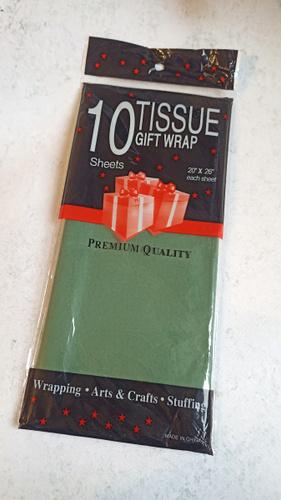 10 TISSUE
GIFT WRAP
Sheets
20" X 26"
each sheet
PREMIUM QUALITY
Wrapping • Arts & Crafts • Stuffing
MADE IN CHINA